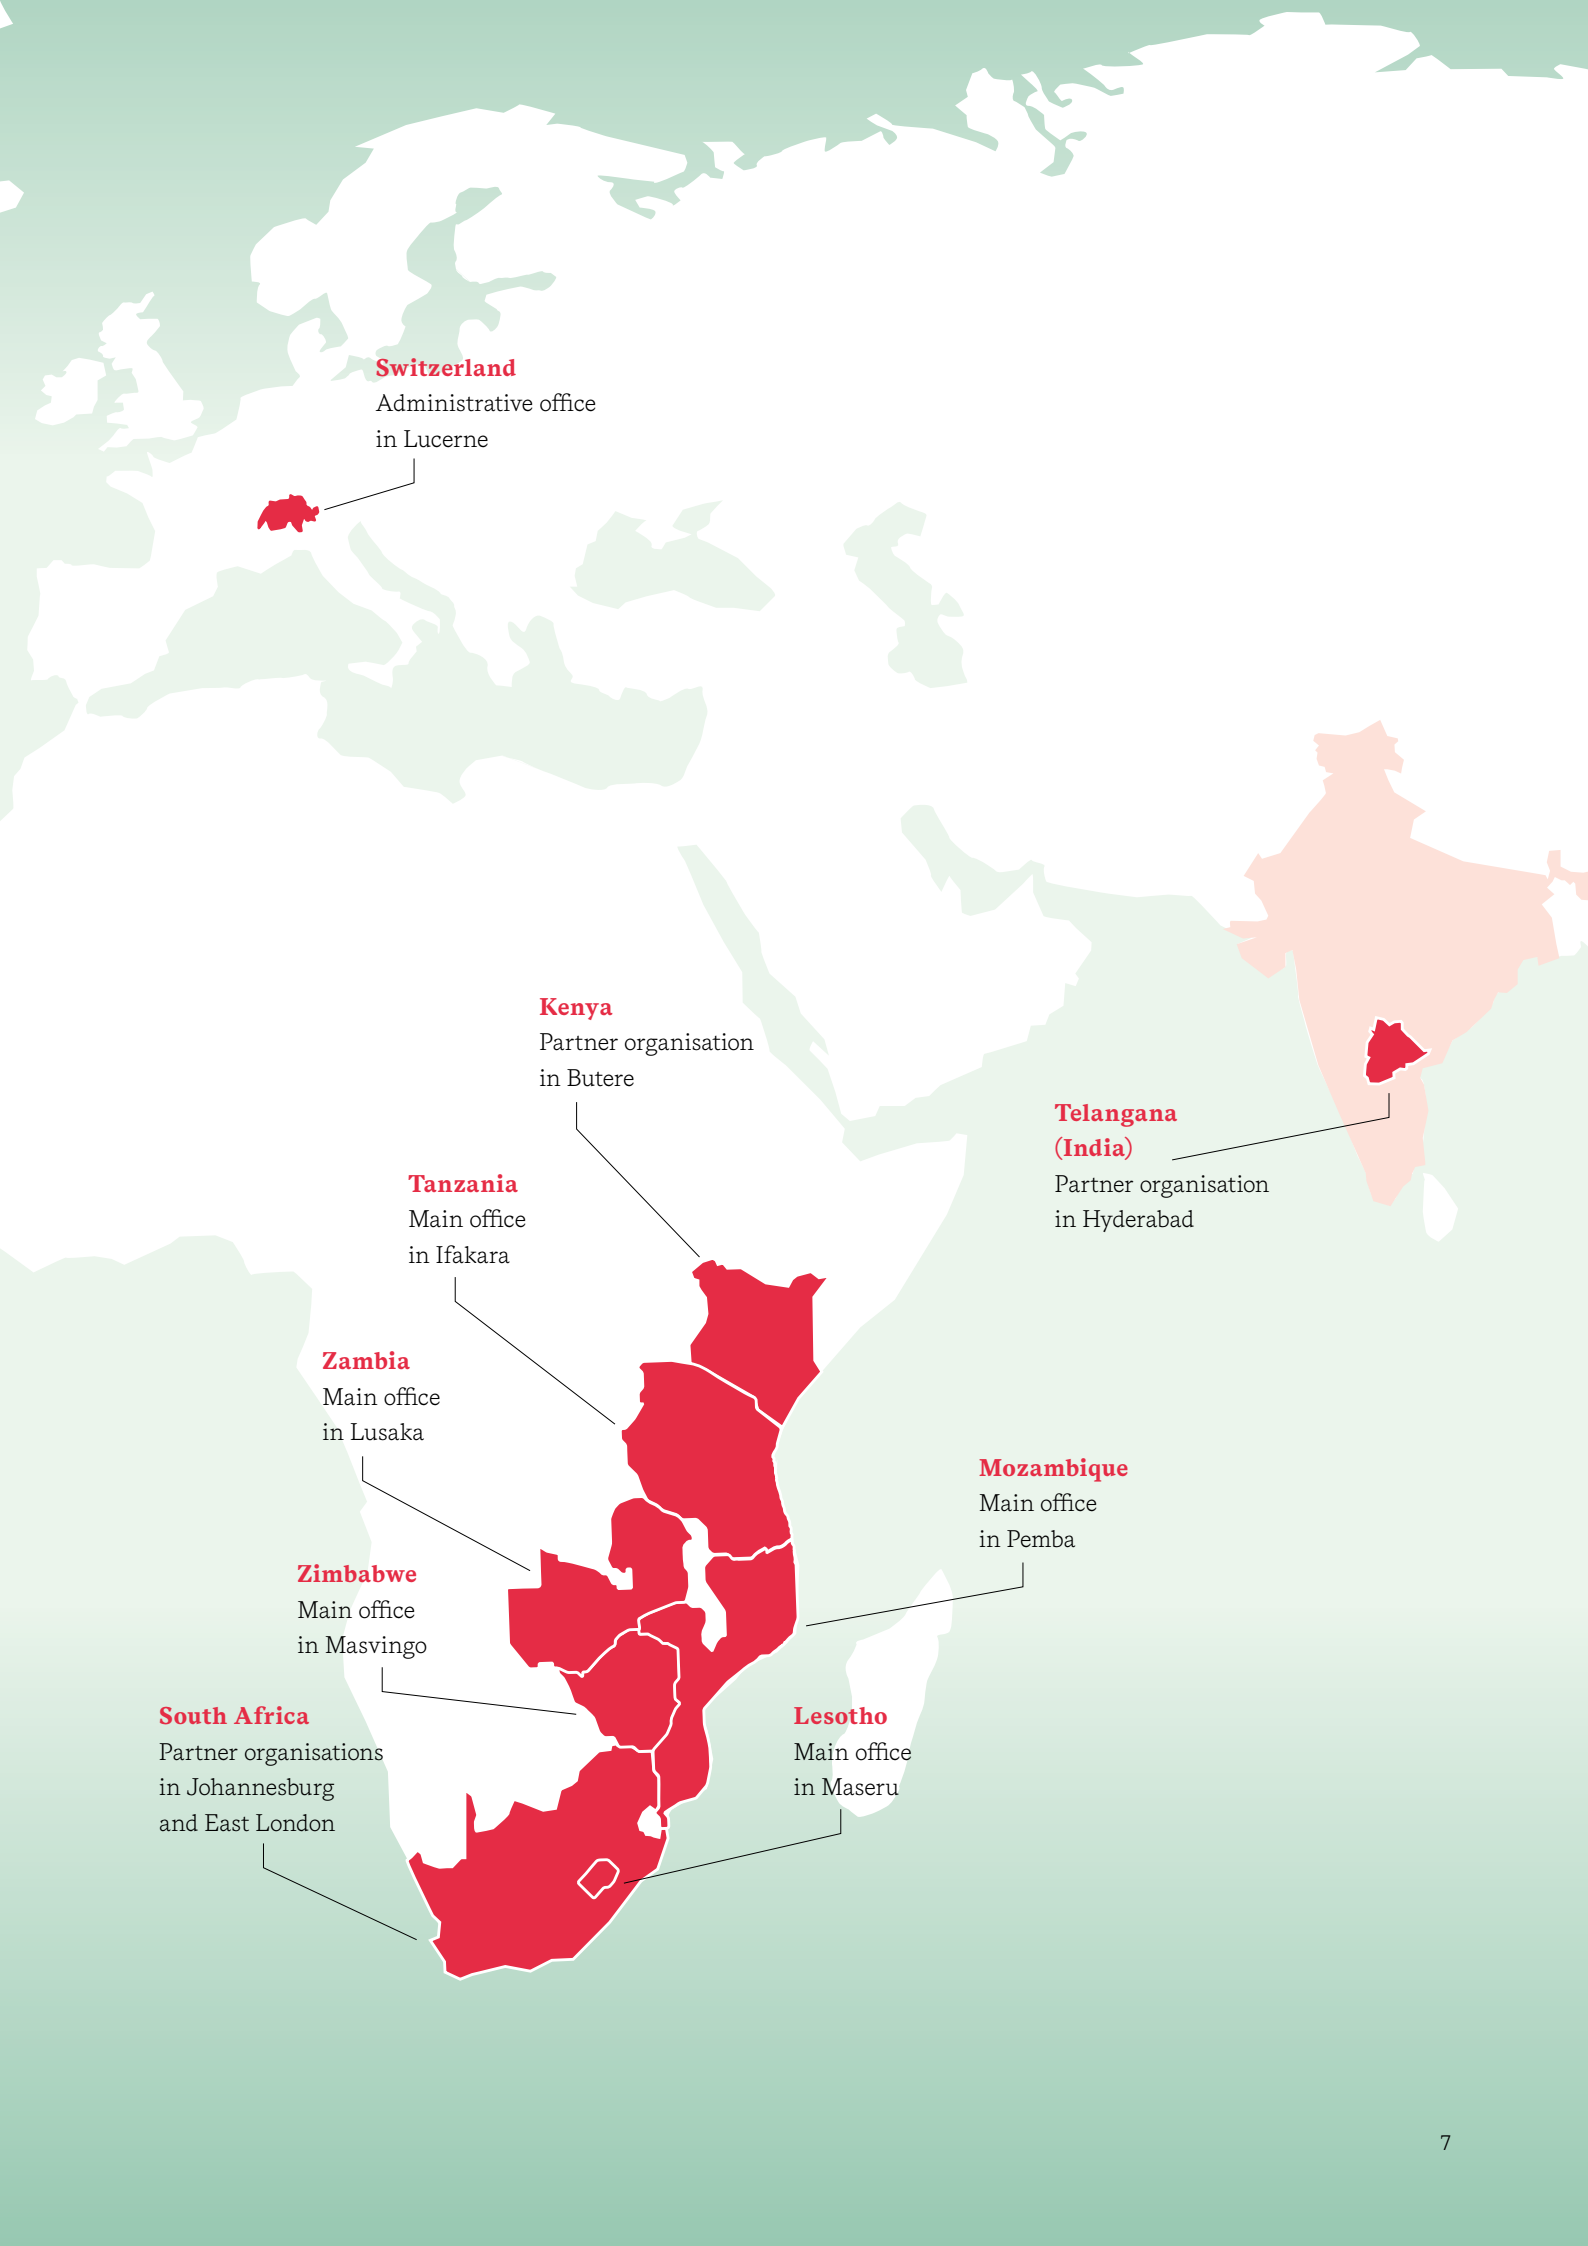 Switzerland
Administrative office
in Lucerne
Kenya
Partner organisation
in Butere
Telangana
(India)
Partner organisation
in Hyderabad
Tanzania
Main office
in Ifakara
Zambia
Main office
in Lusaka
Mozambique
Main office
in Pemba
Zimbabwe
Main office
in Masvingo
South Africa
Partner organisations
in Johannesburg
and East London
Lesotho
Main office
in Maseru
7